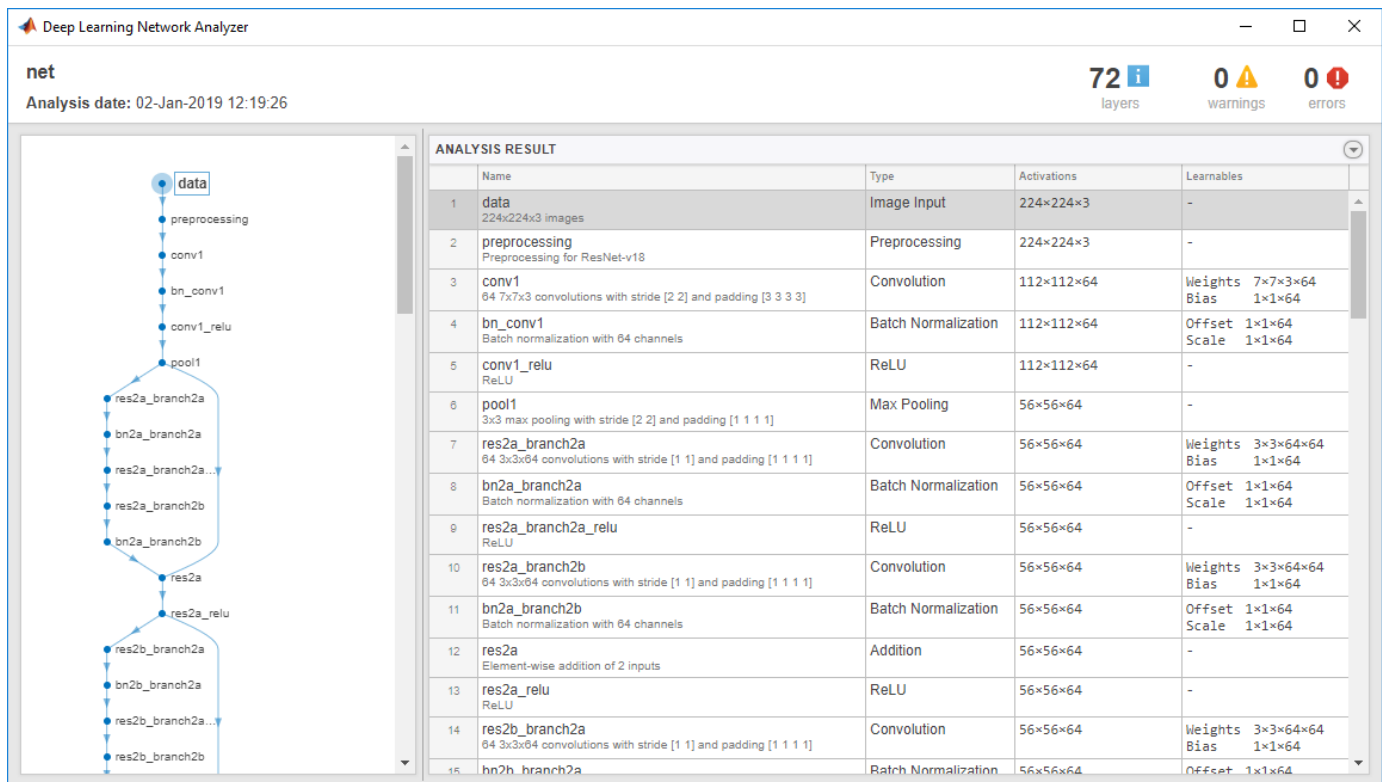 Deep Learning Network Analyzer
net
Analysis date: 02-Jan-2019 12:19:26
72 i
layers
0
warnings
0
errors
data
preprocessing
conv1
bn_conv1
conv1_relu
pool1
res2a_branch2a
bn2a_branch2a
res2a_branch2a...
res2a_branch2b
bn2a_branch2b
res2a
res2a_relu
res2b_branch2a
bn2b_branch2a
res2b_branch2a...
res2b_branch2b
ANALYSIS RESULT
Name Type Activations Learnables
1 data Image Input 224×224×3 -
224x224x3 images
2 preprocessing Preprocessing 224×224×3 -
Preprocessing for ResNet-v18
3 conv1 Convolution 112×112×64 Weights 7×7×3×64
64 7x7x3 convolutions with stride [2 2] and padding [3 3 3 3] Bias 1×1×64
4 bn_conv1 Batch Normalization 112×112×64 Offset 1×1×64
Batch normalization with 64 channels Scale 1×1×64
5 conv1_relu ReLU 112×112×64 -
ReLU
6 pool1 Max Pooling 56×56×64 -
3x3 max pooling with stride [2 2] and padding [1 1 1 1]
7 res2a_branch2a Convolution 56×56×64 Weights 3×3×64×64
64 3x3x64 convolutions with stride [1 1] and padding [1 1 1 1] Bias 1×1×64
8 bn2a_branch2a Batch Normalization 56×56×64 Offset 1×1×64
Batch normalization with 64 channels Scale 1×1×64
9 res2a_branch2a_relu ReLU 56×56×64 -
ReLU
10 res2a_branch2b Convolution 56×56×64 Weights 3×3×64×64
64 3x3x64 convolutions with stride [1 1] and padding [1 1 1 1] Bias 1×1×64
11 bn2a_branch2b Batch Normalization 56×56×64 Offset 1×1×64
Batch normalization with 64 channels Scale 1×1×64
12 res2a Addition 56×56×64 -
Element-wise addition of 2 inputs
13 res2a_relu ReLU 56×56×64 -
ReLU
14 res2b_branch2a Convolution 56×56×64 Weights 3×3×64×64
64 3x3x64 convolutions with stride [1 1] and padding [1 1 1 1] Bias 1×1×64
15 bn2b_branch2a Batch Normalization 56×56×64 Offset 1×1×64